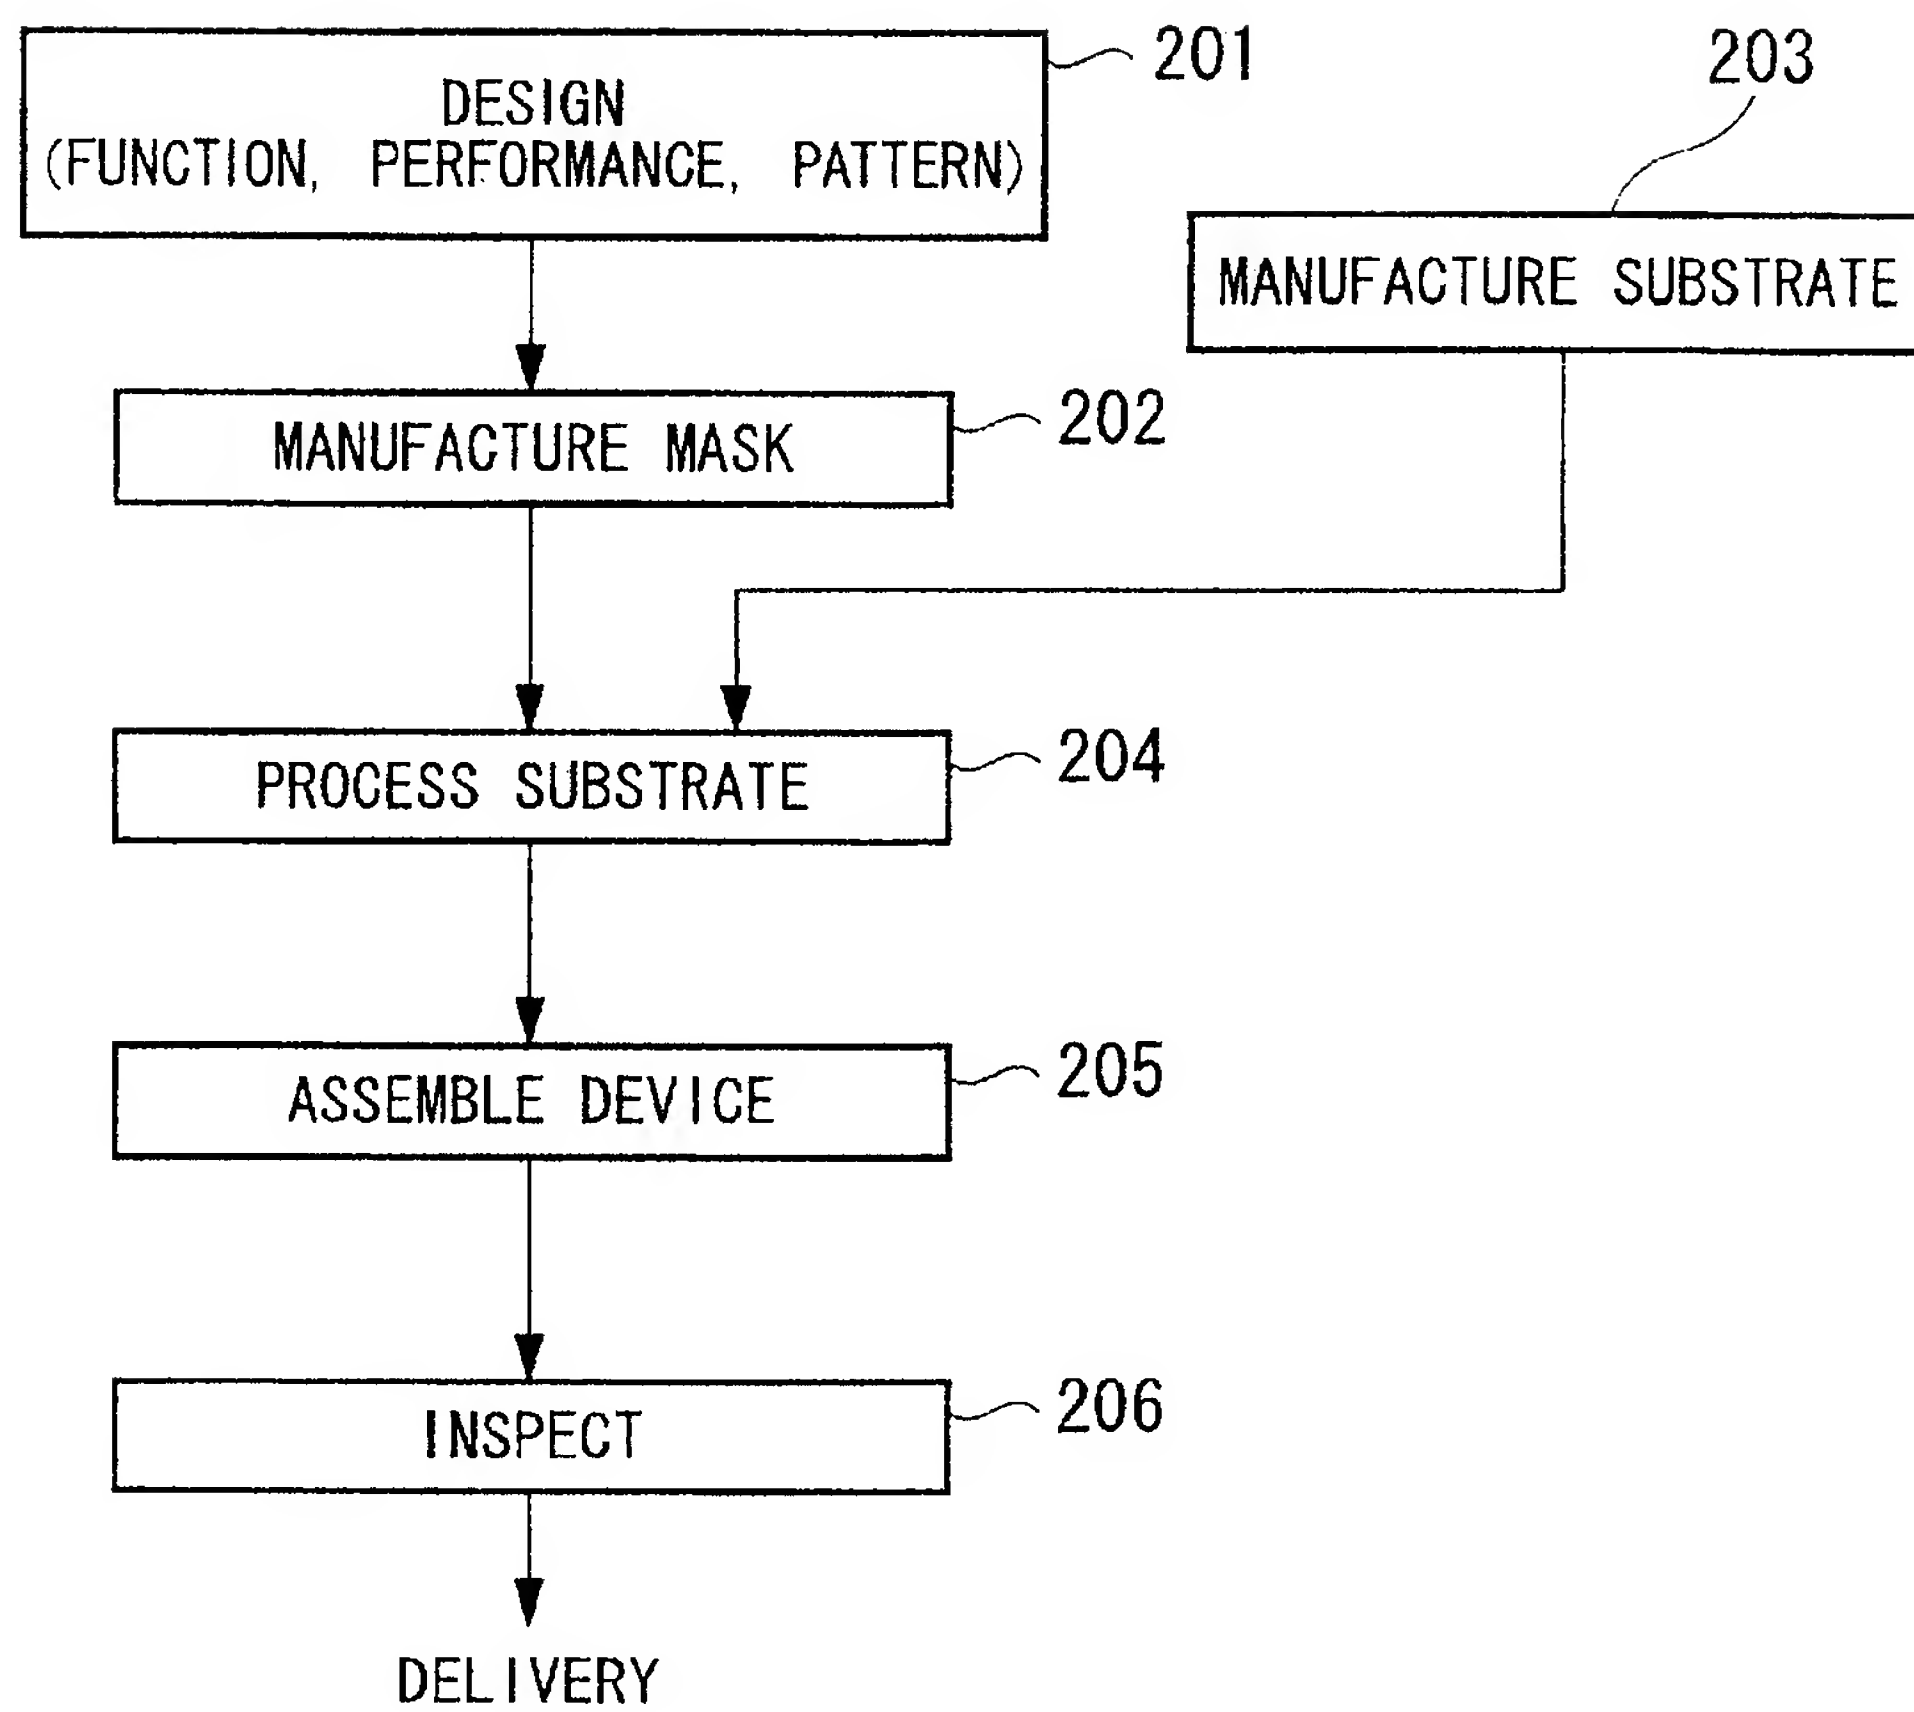 201
DESIGN
(FUNCTION, PERFORMANCE, PATTERN)
203
MANUFACTURE SUBSTRATE
202
MANUFACTURE MASK
204
PROCESS SUBSTRATE
205
ASSEMBLE DEVICE
206
INSPECT
DELIVERY